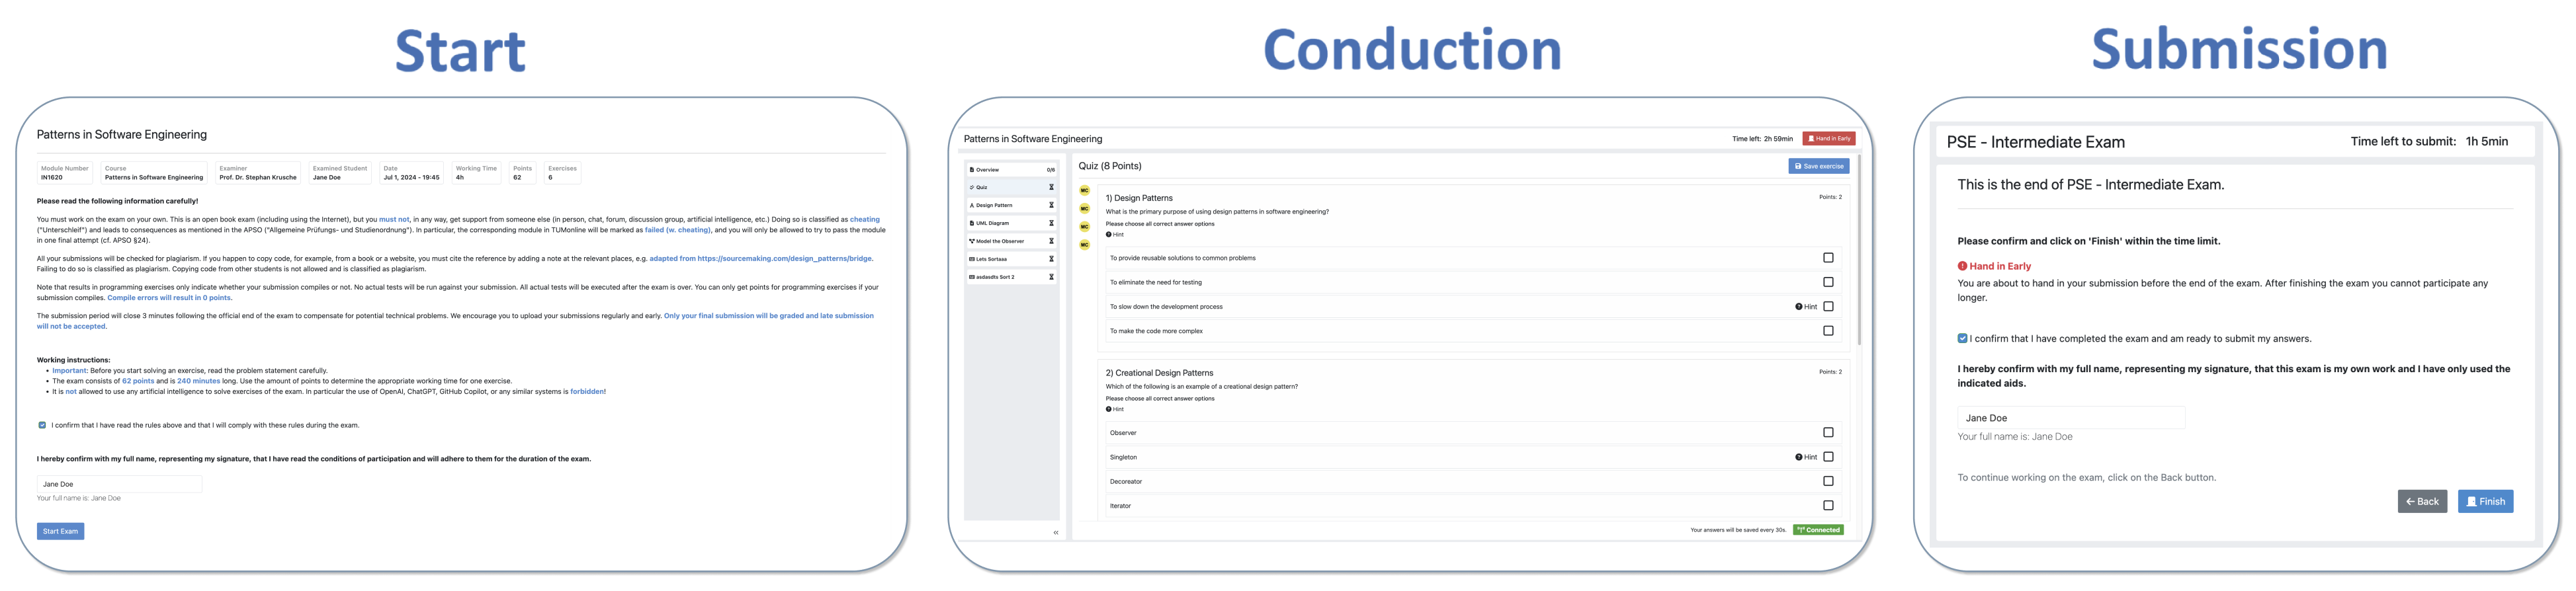 Start
Conduction
Submission
Patterns in Software Engineering
Module Number
IN1620
Course
Patterns in Software Engineering
Examiner
Prof. Dr. Stephan Krusche
Examined Student
Jane Doe
Date
Jul 1, 2024 - 19:45
Working Time
4h
Points
62
Exercises
6
Please read the following information carefully!
You must work on the exam on your own. This is an open book exam (including using the Internet), but you must not, in any way, get support from someone else (in person, chat, forum, discussion group, artificial intelligence, etc.) Doing so is classified as cheating
("Unterschleif") and leads to consequences as mentioned in the APSO ("Allgemeine Prüfungs- und Studienordnung"). In particular, the corresponding module in TUMonline will be marked as failed (w. cheating), and you will only be allowed to try to pass the module
in one final attempt (cf. APSO §24).
All your submissions will be checked for plagiarism. If you happen to copy code, for example, from a book or a website, you must cite the reference by adding a note at the relevant places, e.g. adapted from https://sourcemaking.com/design_patterns/bridge.
Failing to do so is classified as plagiarism. Copying code from other students is not allowed and is classified as plagiarism.
Note that results in programming exercises only indicate whether your submission compiles or not. No actual tests will be run against your submission. All actual tests will be executed after the exam is over. You can only get points for programming exercises if your
submission compiles. Compile errors will result in 0 points.
The submission period will close 3 minutes following the official end of the exam to compensate for potential technical problems. We encourage you to upload your submissions regularly and early. Only your final submission will be graded and late submission
will not be accepted.
Working instructions:
• Important: Before you start solving an exercise, read the problem statement carefully.
• The exam consists of 62 points and is 240 minutes long. Use the amount of points to determine the appropriate working time for one exercise.
• It is not allowed to use any artificial intelligence to solve exercises of the exam. In particular the use of OpenAI, ChatGPT, GitHub Copilot, or any similar systems is forbidden!
I confirm that I have read the rules above and that I will comply with these rules during the exam.
I hereby confirm with my full name, representing my signature, that I have read the conditions of participation and will adhere to them for the duration of the exam.
Jane Doe
Your full name is: Jane Doe
Start Exam
Patterns in Software Engineering
Time left: 2h 59min
Hand in Early
Overview 0/6
Quiz
Design Pattern
UML Diagram
Model the Observer
Lets Sortaaa
asdasdts Sort 2
«
Quiz (8 Points)
Save exercise
MC
MC
MC
MC
1) Design Patterns
Points: 2
What is the primary purpose of using design patterns in software engineering?
Please choose all correct answer options
Hint
To provide reusable solutions to common problems
To eliminate the need for testing
To slow down the development process
Hint
To make the code more complex
2) Creational Design Patterns
Points: 2
Which of the following is an example of a creational design pattern?
Please choose all correct answer options
Hint
Observer
Singleton
Hint
Decoreator
Iterator
Your answers will be saved every 30s.
Connected
PSE - Intermediate Exam
Time left to submit: 1h 5min
This is the end of PSE - Intermediate Exam.
Please confirm and click on 'Finish' within the time limit.
Hand in Early
You are about to hand in your submission before the end of the exam. After finishing the exam you cannot participate any
longer.
I confirm that I have completed the exam and am ready to submit my answers.
I hereby confirm with my full name, representing my signature, that this exam is my own work and I have only used the
indicated aids.
Jane Doe
Your full name is: Jane Doe
To continue working on the exam, click on the Back button.
Back
Finish